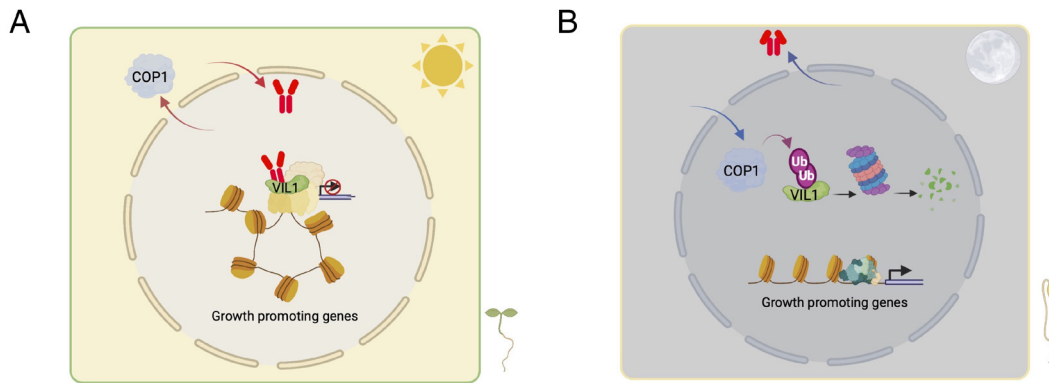 A
COP1
VIL1
Growth promoting genes
B
COP1
Ub
Ub
VIL1
Growth promoting genes